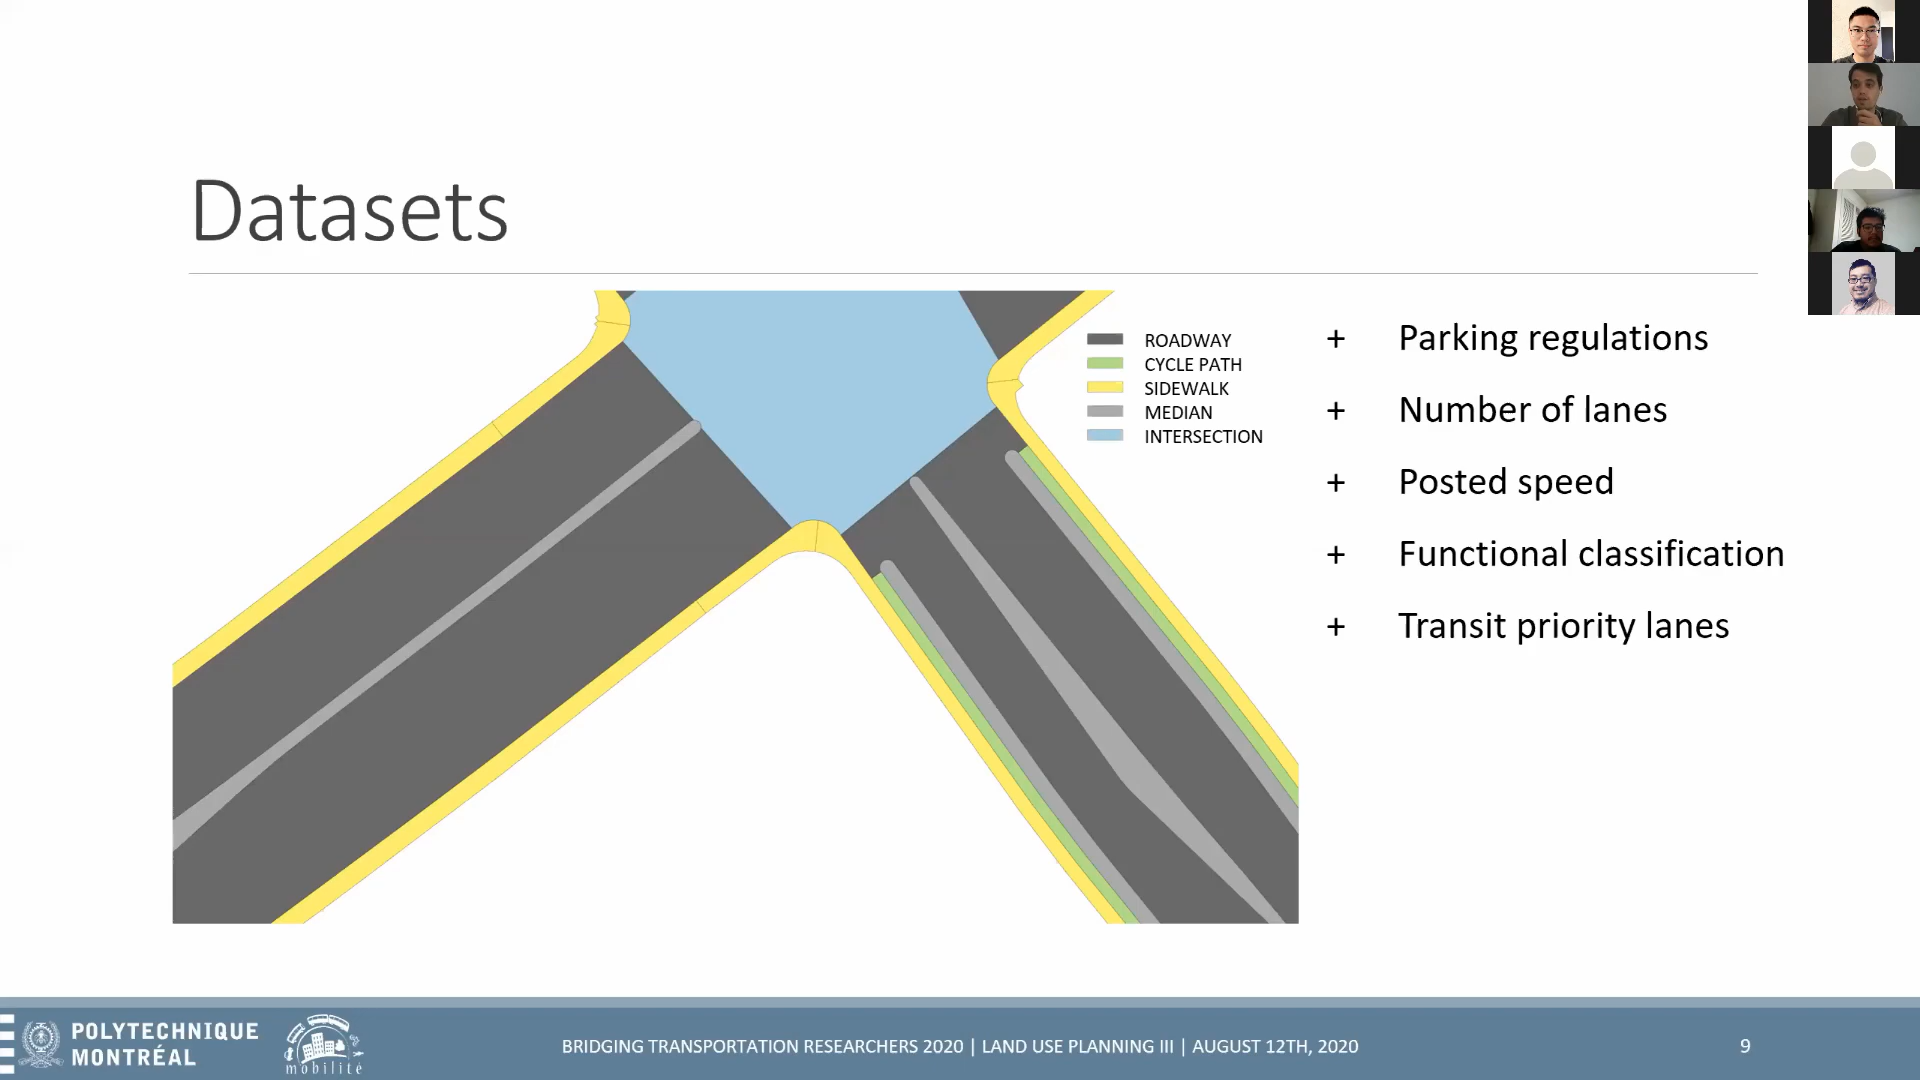 Datasets
ROADWAY
CYCLE PATH
SIDEWALK
MEDIAN
INTERSECTION
+ Parking regulations
+ Number of lanes
+ Posted speed
+ Functional classification
+ Transit priority lanes
POLYTECHNIQUE
MONTRÉAL
mobilité
BRIDGING TRANSPORTATION RESEARCHERS 2020 | LAND USE PLANNING III | AUGUST 12TH, 2020
9